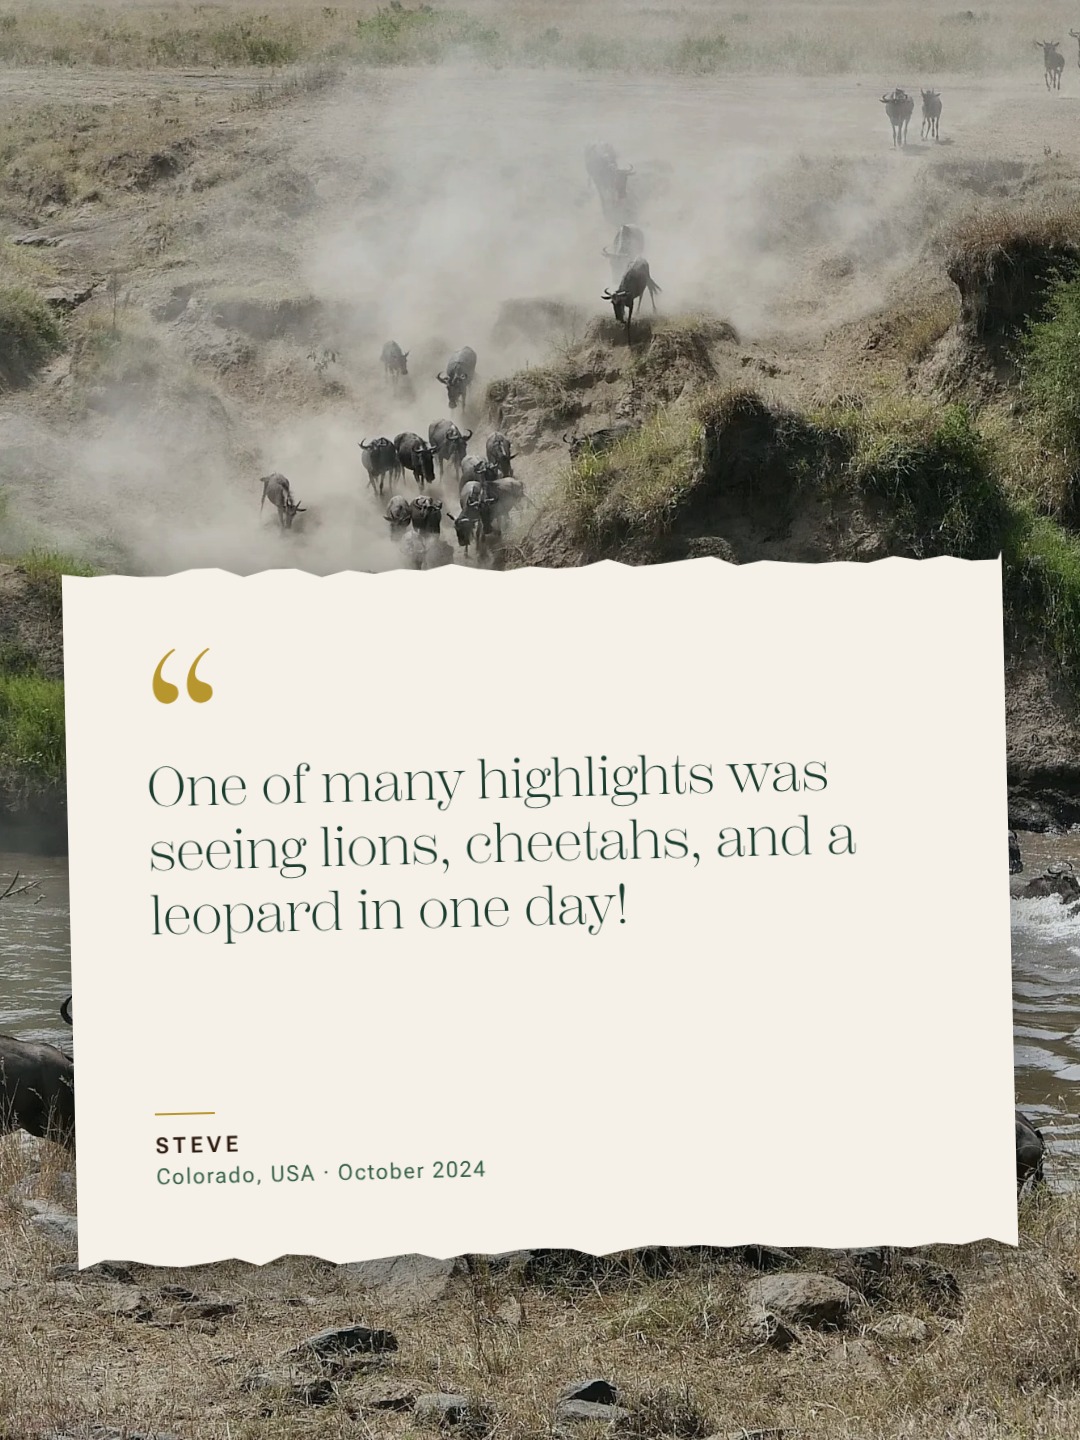 “
One of many highlights was
seeing lions, cheetahs, and a
leopard in one day!
STEVE
Colorado, USA · October 2024